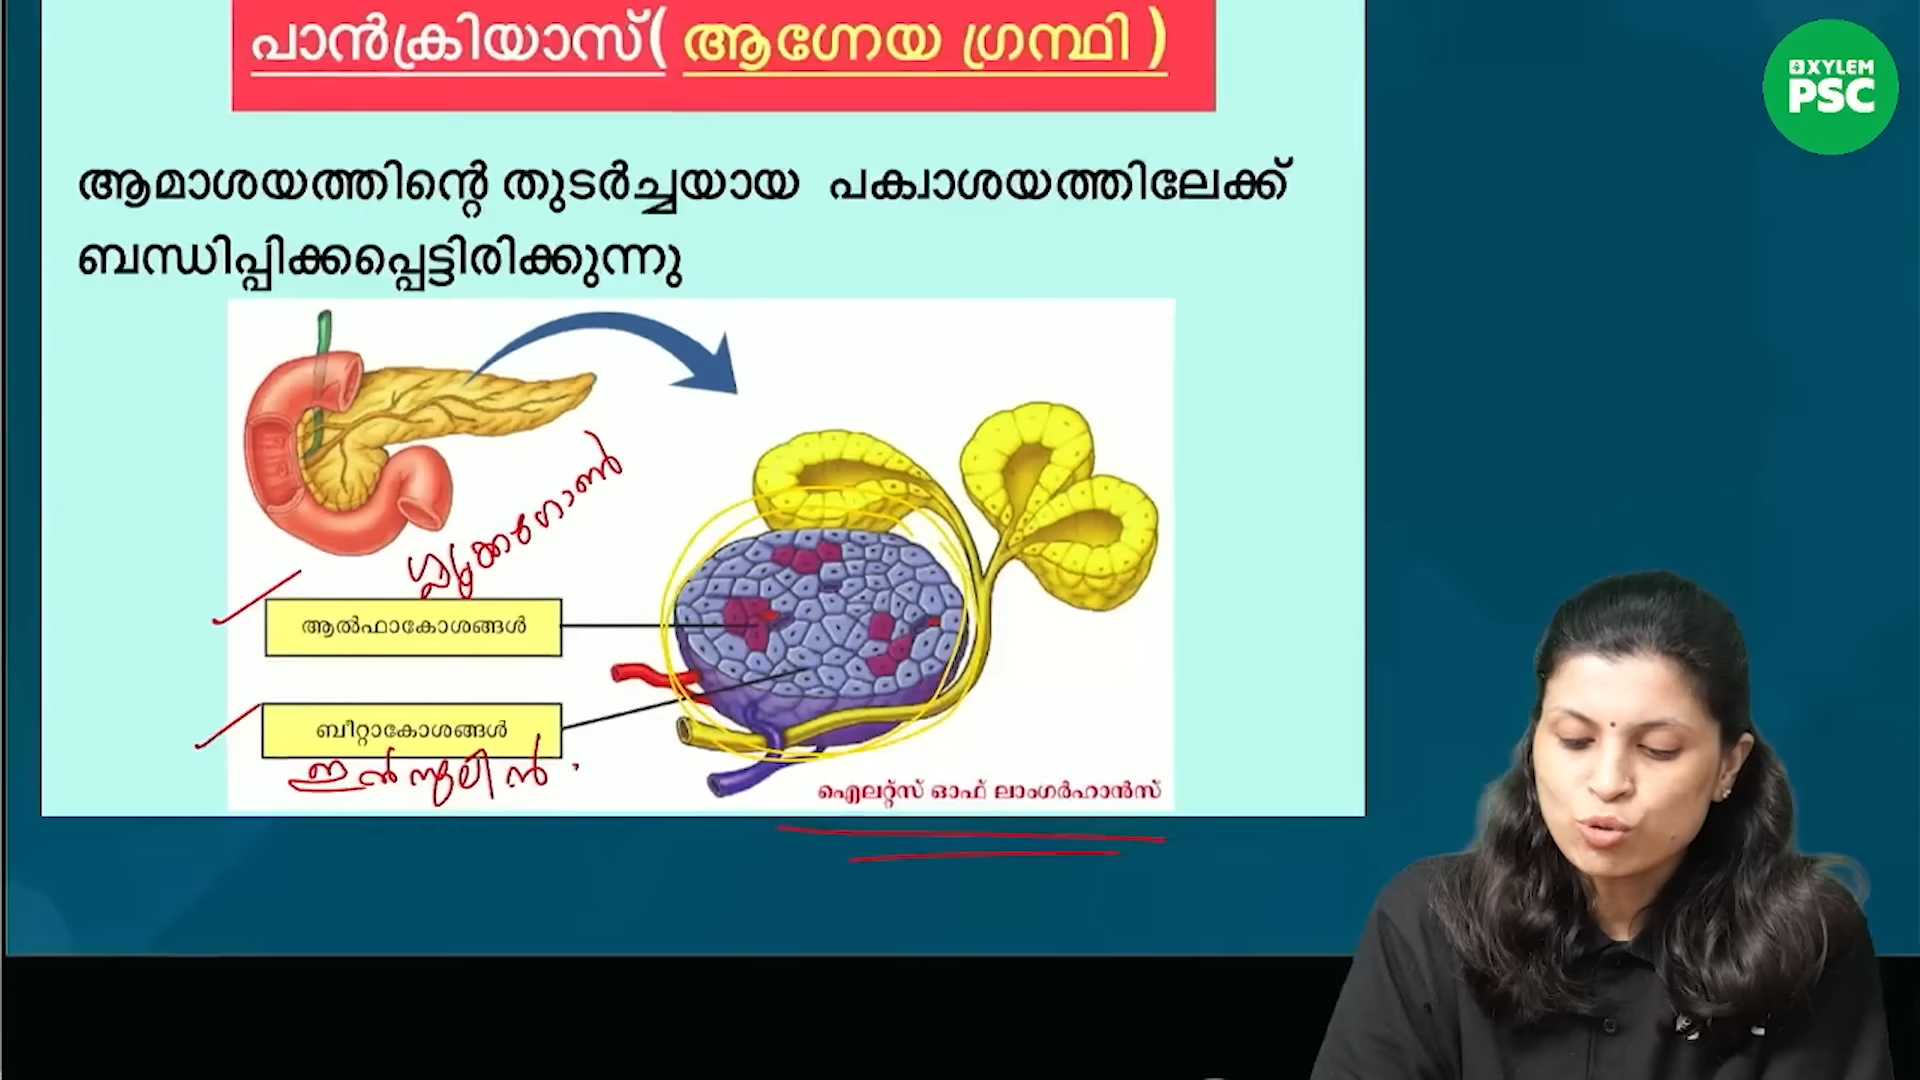 പാൻക്രിയാസ്( ആഗ്നേയ ഗ്രന്ഥി )
XYLEM
PSC
ആമാശയത്തിന്റെ തുടർച്ചയായ പക്വാശയത്തിലേക്ക്
ബന്ധിപ്പിക്കപ്പെട്ടിരിക്കുന്നു
ഗ്ലൂക്കഗോൺ
ആൽഫാകോശങ്ങൾ
ബീറ്റാകോശങ്ങൾ
ഇൻസുലിൻ
ഐലറ്റ്സ് ഓഫ് ലാംഗർഹാൻസ്